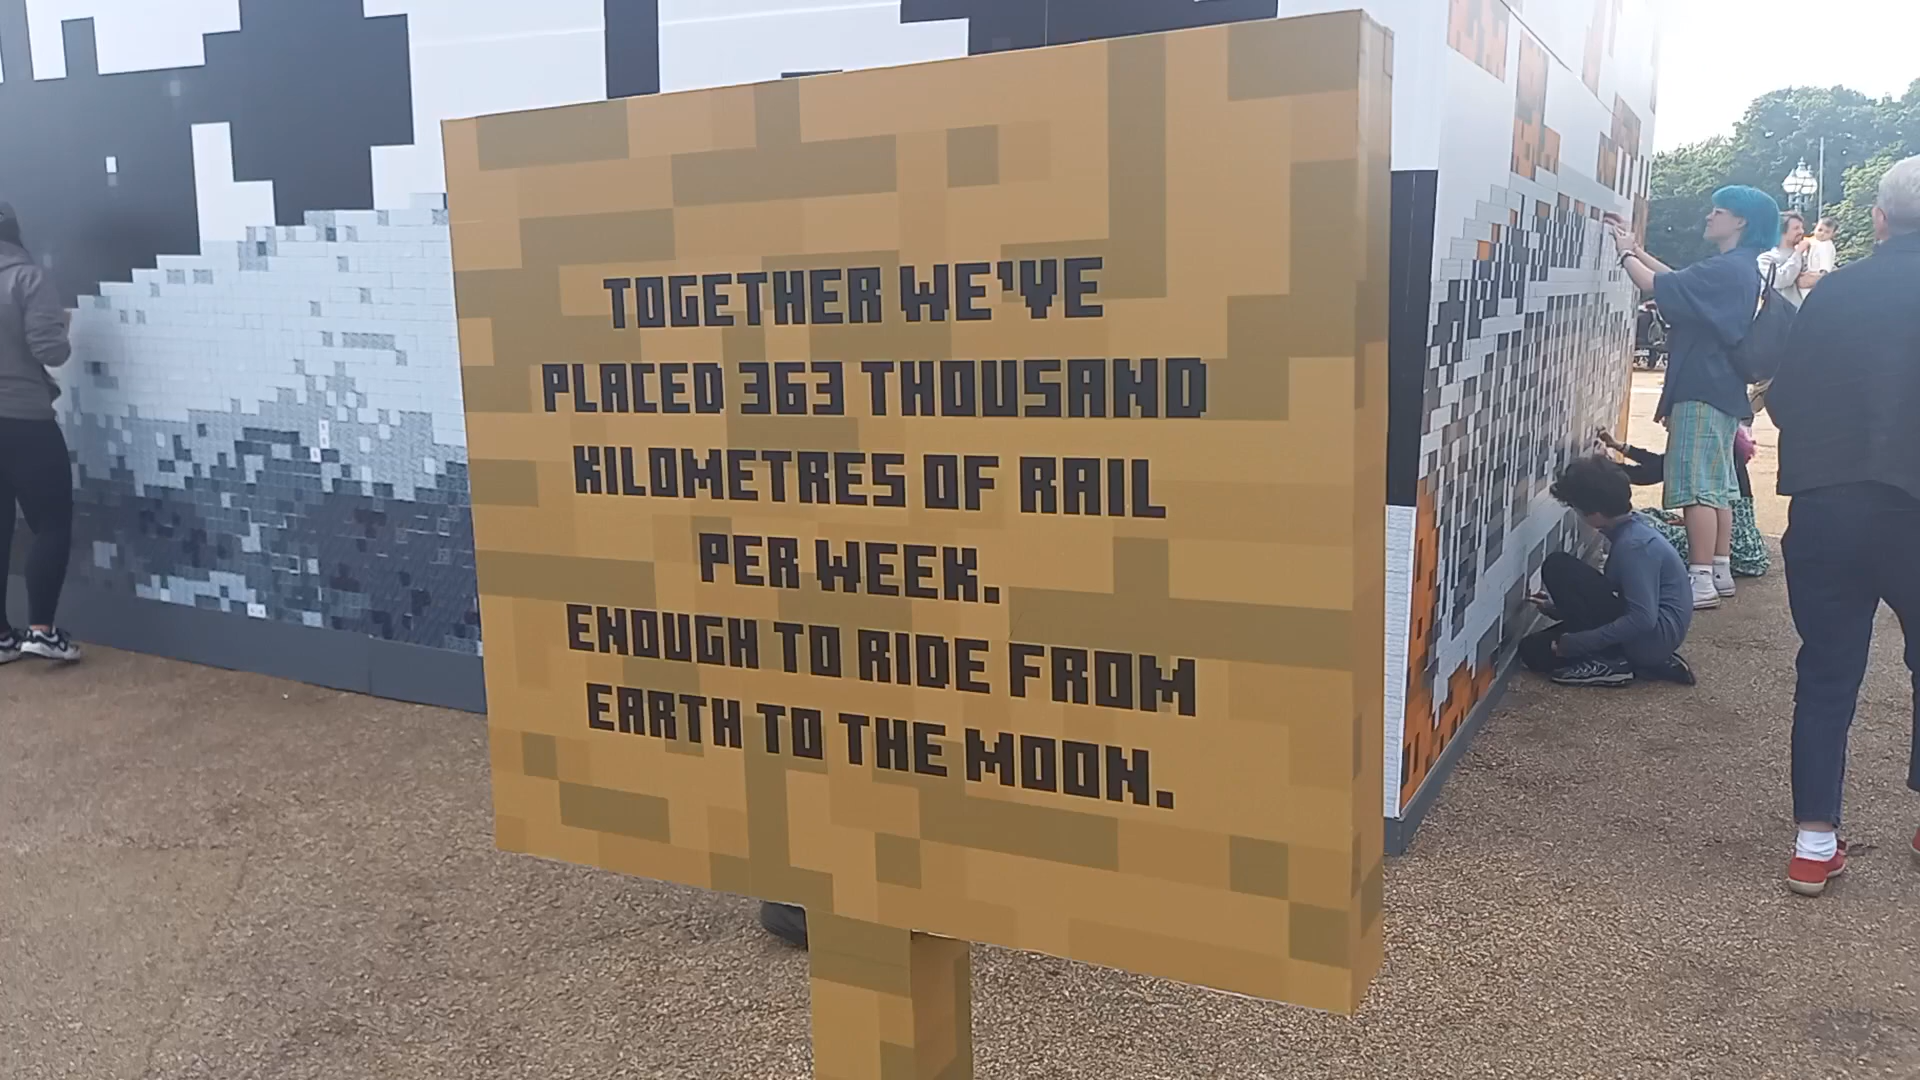 TOGETHER WE'VE
PLACED 363 THOUSAND
KILOMETRES OF RAIL
PER WEEK.
ENOUGH TO RIDE FROM
EARTH TO THE MOON.